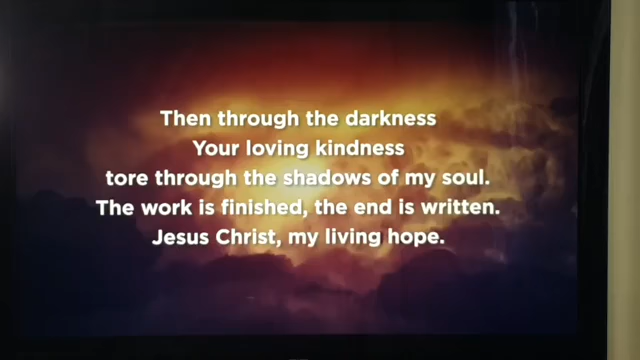 Then through the darkness
Your loving kindness
tore through the shadows of my soul.
The work is finished, the end is written.
Jesus Christ, my living hope.